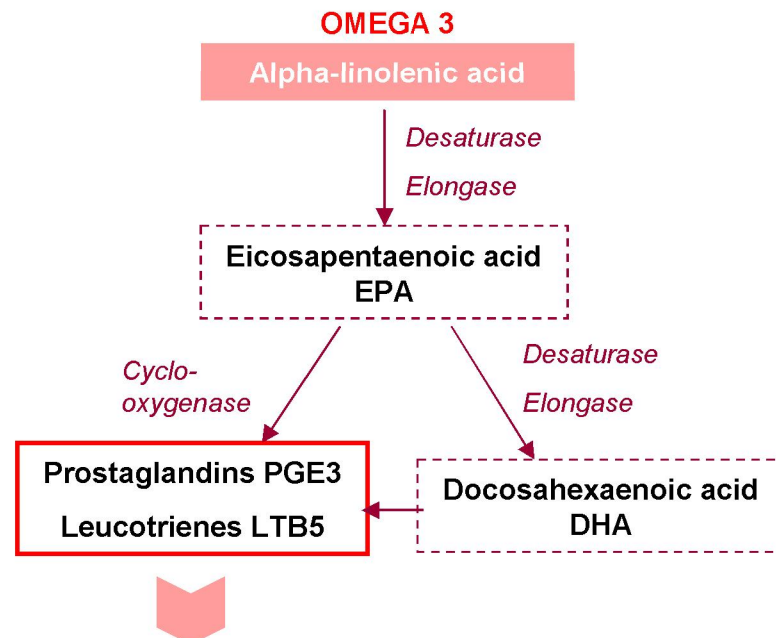 OMEGA 3
Alpha-linolenic acid
Desaturase
Elongase
Eicosapentaenoic acid
EPA
Cyclo-
oxygenase
Desaturase
Elongase
Prostaglandins PGE3
Leucotrienes LTB5
Docosahexaenoic acid
DHA